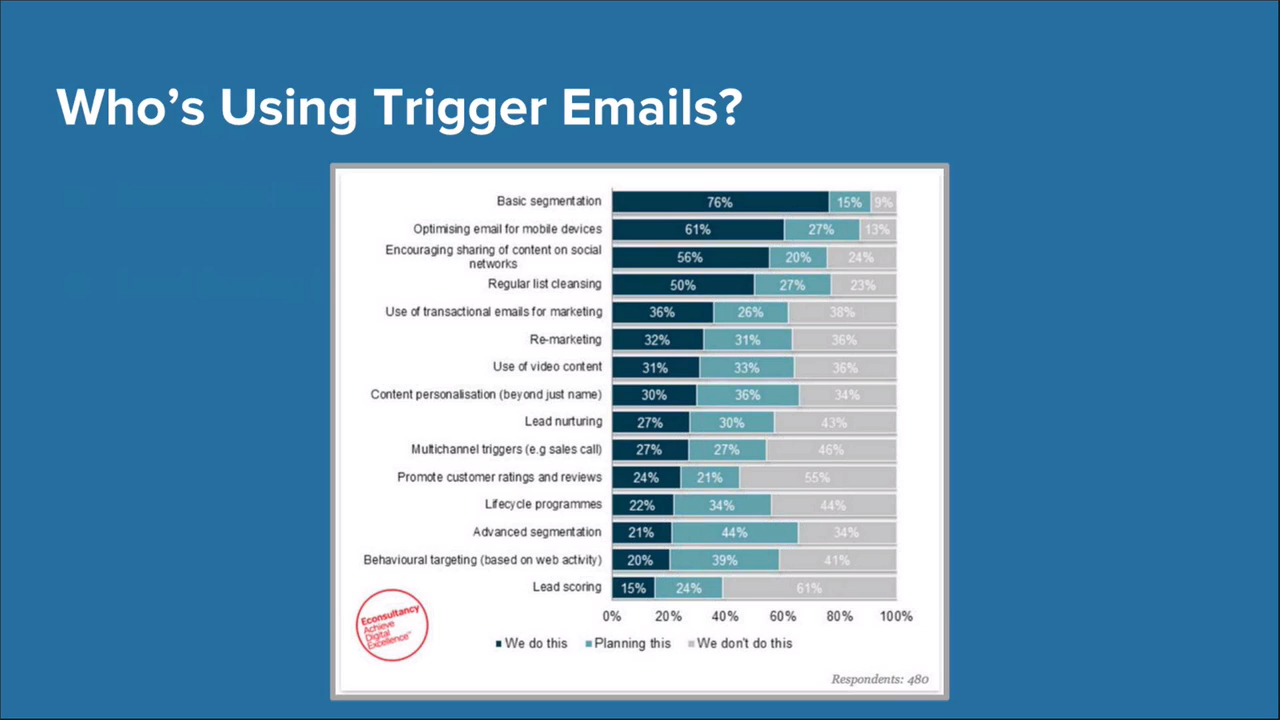 Who's Using Trigger Emails?
Basic segmentation 76% 15% 9%
Optimising email for mobile devices 61% 27% 13%
Encouraging sharing of content on social
networks 56% 20% 24%
Regular list cleansing 50% 27% 23%
Use of transactional emails for marketing 36% 26% 38%
Re-marketing 32% 31% 36%
Use of video content 31% 33% 36%
Content personalisation (beyond just name) 30% 36% 34%
Lead nurturing 27% 30% 43%
Multichannel triggers (e.g sales call) 27% 27% 46%
Promote customer ratings and reviews 24% 21% 55%
Lifecycle programmes 22% 34% 44%
Advanced segmentation 21% 44% 34%
Behavioural targeting (based on web activity) 20% 39% 41%
Lead scoring 15% 24% 61%
0% 20% 40% 60% 80% 100%
We do this Planning this We don't do this
Econsultancy
Achieve
Digital
Excellence™
Respondents: 480